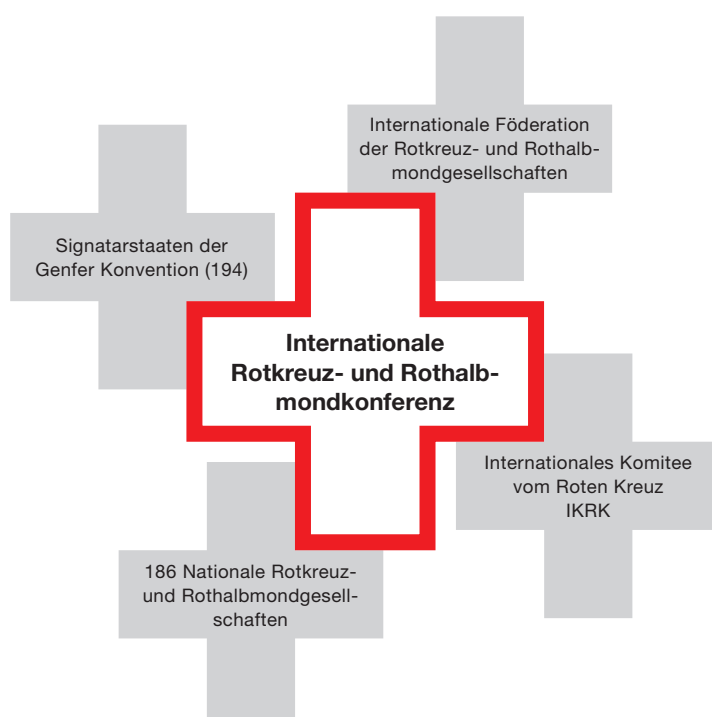 Internationale Föderation
der Rotkreuz- und Rothalb-
mondgesellschaften
Signatarstaaten der
Genfer Konvention (194)
Internationale
Rotkreuz- und Rothalb-
mondkonferenz
Internationales Komitee
vom Roten Kreuz
IKRK
186 Nationale Rotkreuz-
und Rothalbmondgesell-
schaften